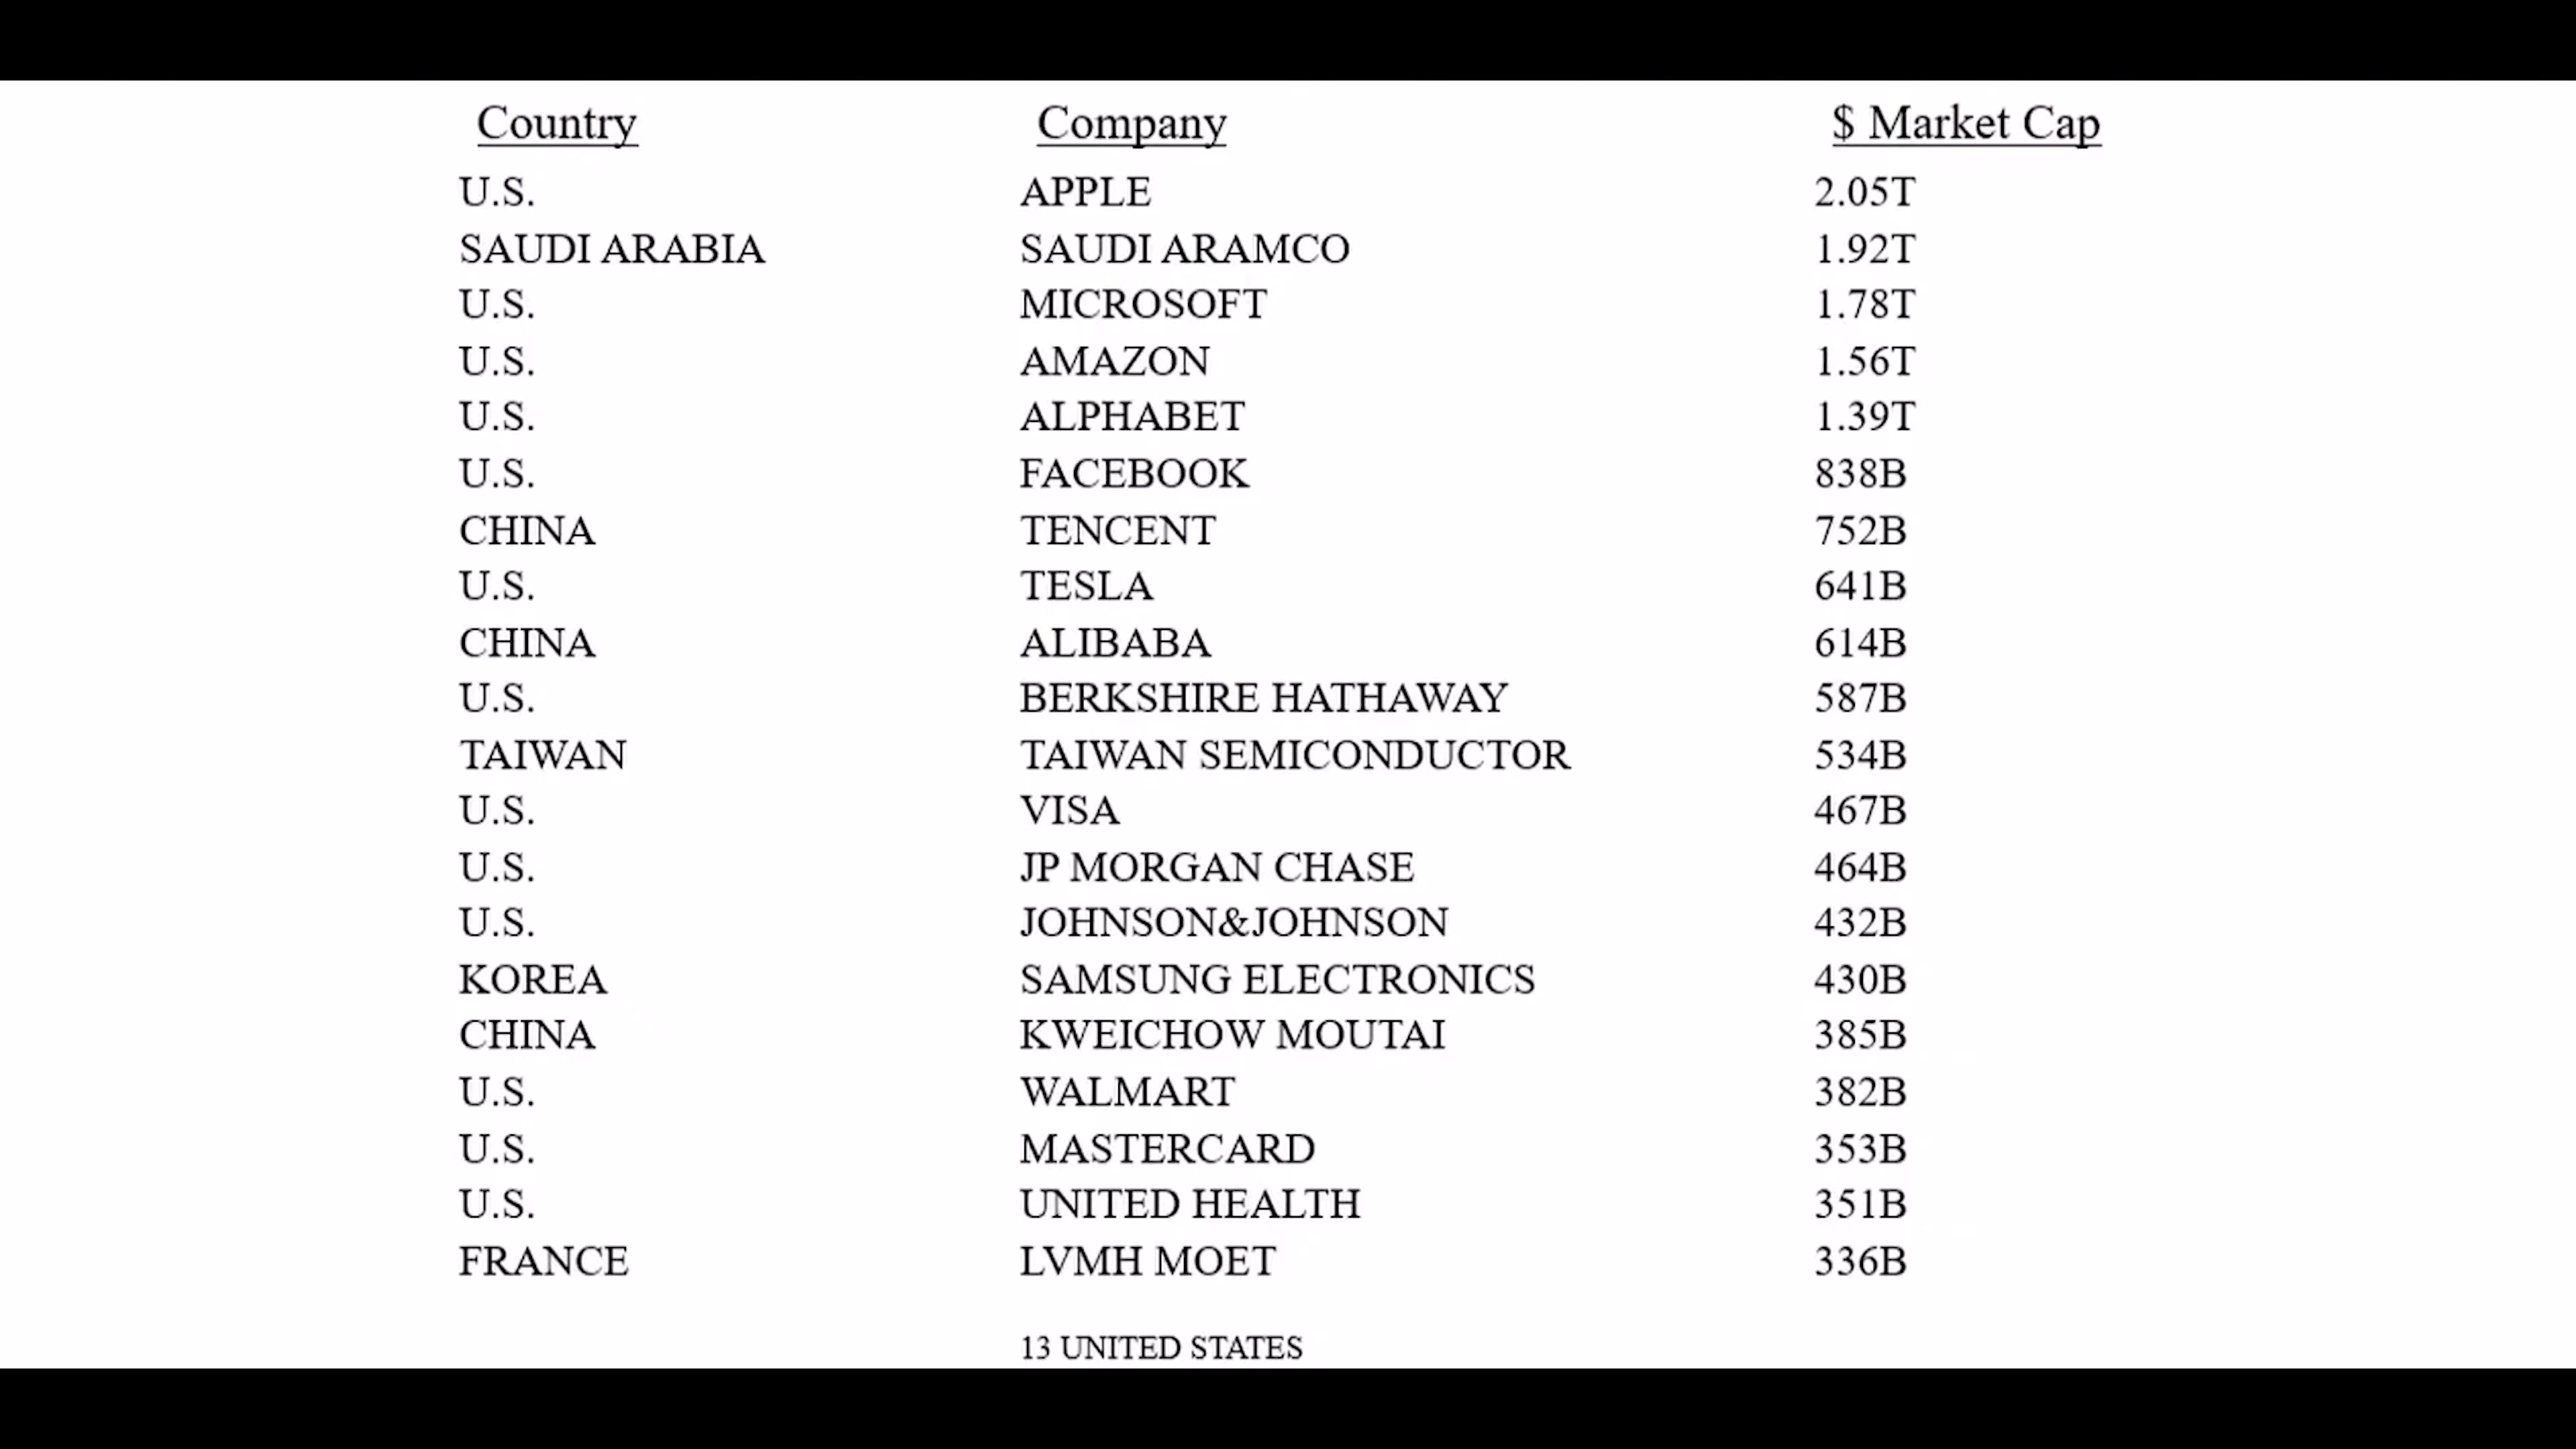 Country Company $ Market Cap
U.S. APPLE 2.05T
SAUDI ARABIA SAUDI ARAMCO 1.92T
U.S. MICROSOFT 1.78T
U.S. AMAZON 1.56T
U.S. ALPHABET 1.39T
U.S. FACEBOOK 838B
CHINA TENCENT 752B
U.S. TESLA 641B
CHINA ALIBABA 614B
U.S. BERKSHIRE HATHAWAY 587B
TAIWAN TAIWAN SEMICONDUCTOR 534B
U.S. VISA 467B
U.S. JP MORGAN CHASE 464B
U.S. JOHNSON&JOHNSON 432B
KOREA SAMSUNG ELECTRONICS 430B
CHINA KWEICHOW MOUTAI 385B
U.S. WALMART 382B
U.S. MASTERCARD 353B
U.S. UNITED HEALTH 351B
FRANCE LVMH MOET 336B
13 UNITED STATES